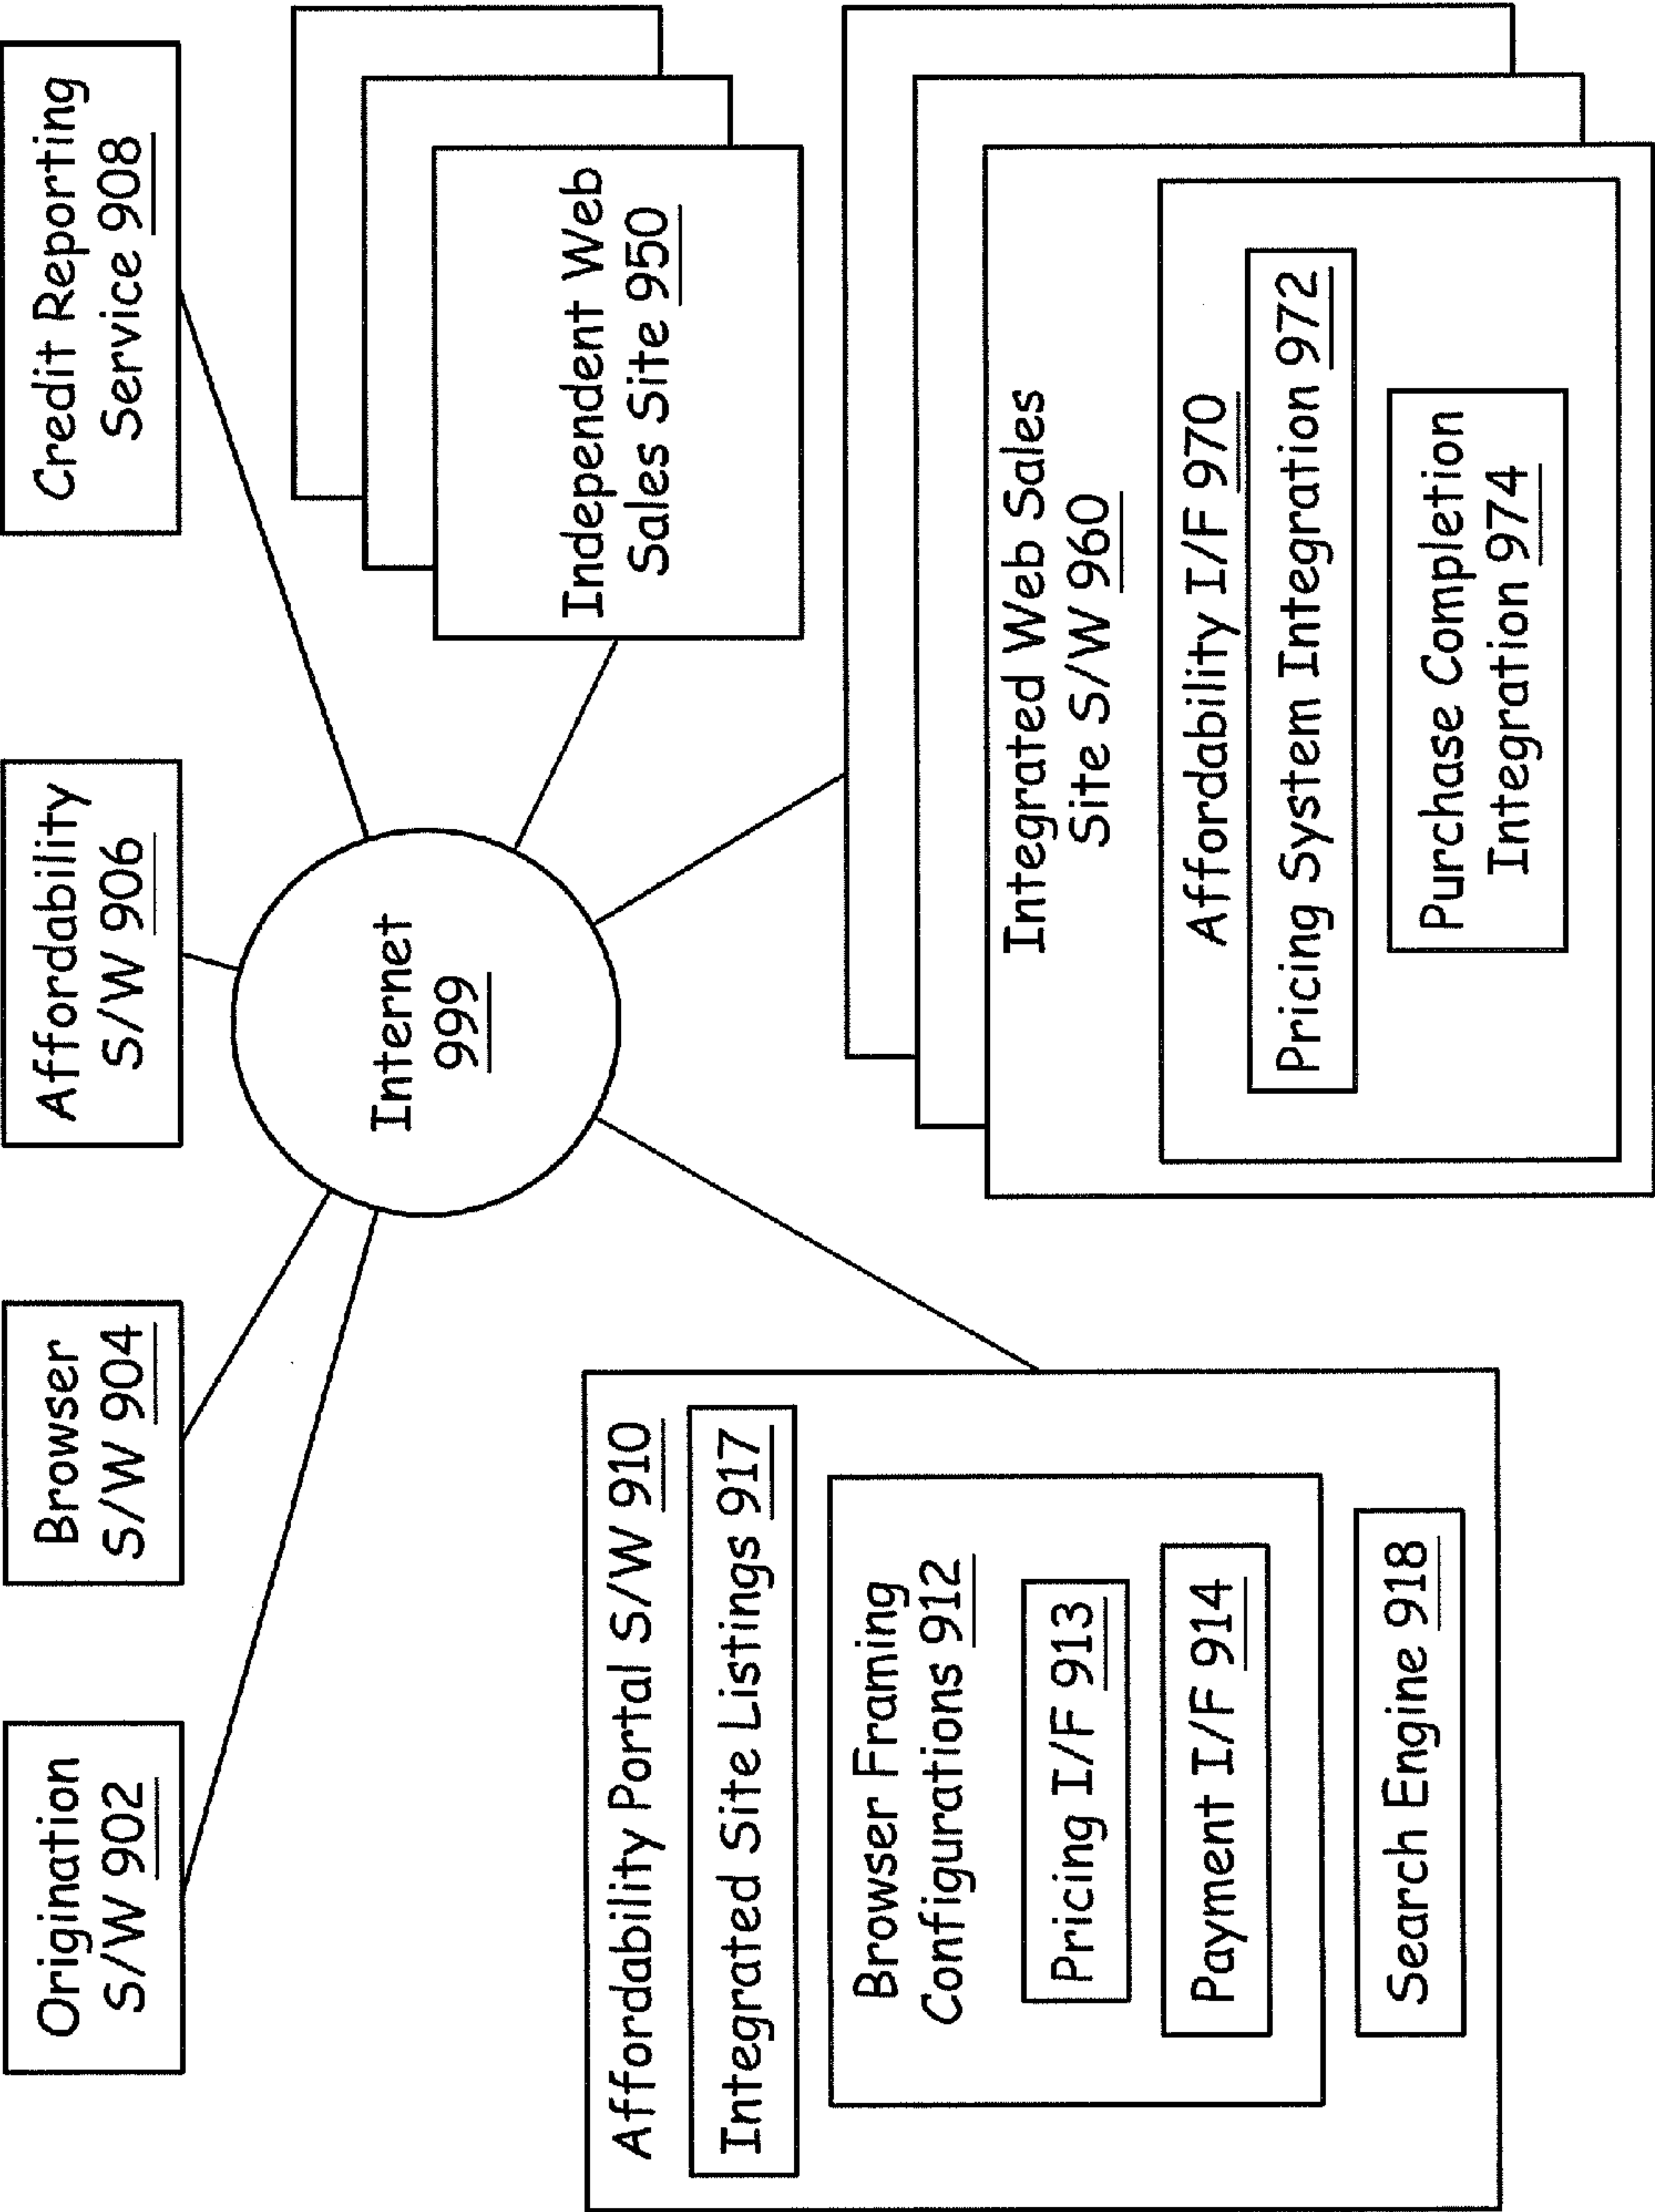 Origination
S/W 902
Browser
S/W 904
Affordability
S/W 906
Credit Reporting
Service 908
Internet
999
Independent Web
Sales Site 950
Affordability Portal S/W 910
Integrated Site Listings 917
Browser Framing
Configurations 912
Pricing I/F 913
Payment I/F 914
Search Engine 918
Integrated Web Sales
Site S/W 960
Affordability I/F 970
Pricing System Integration 972
Purchase Completion
Integration 974